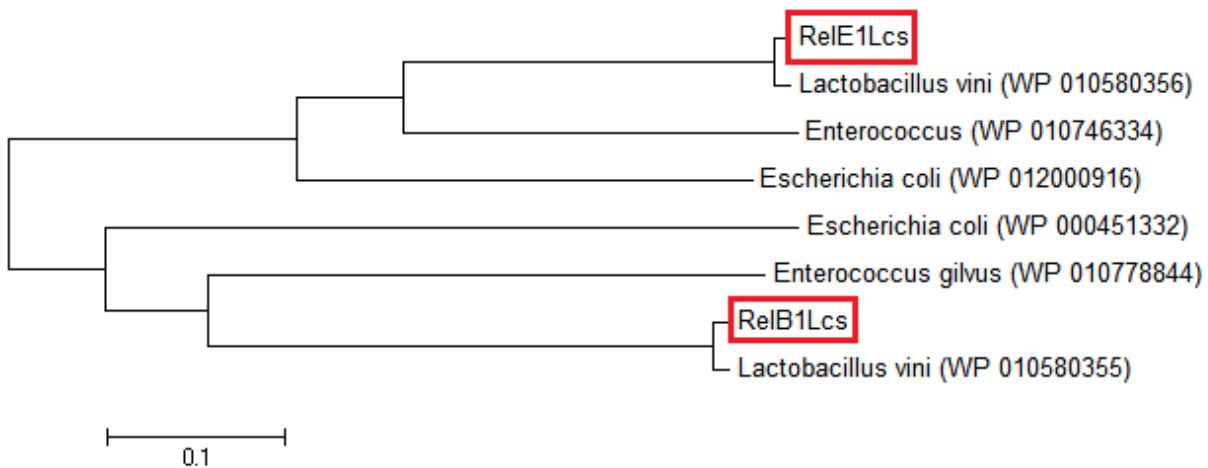 RelE1Lcs
Lactobacillus vini (WP 010580356)
Enterococcus (WP 010746334)
Escherichia coli (WP 012000916)
Escherichia coli (WP 000451332)
Enterococcus gilvus (WP 010778844)
RelB1Lcs
Lactobacillus vini (WP 010580355)
0.1